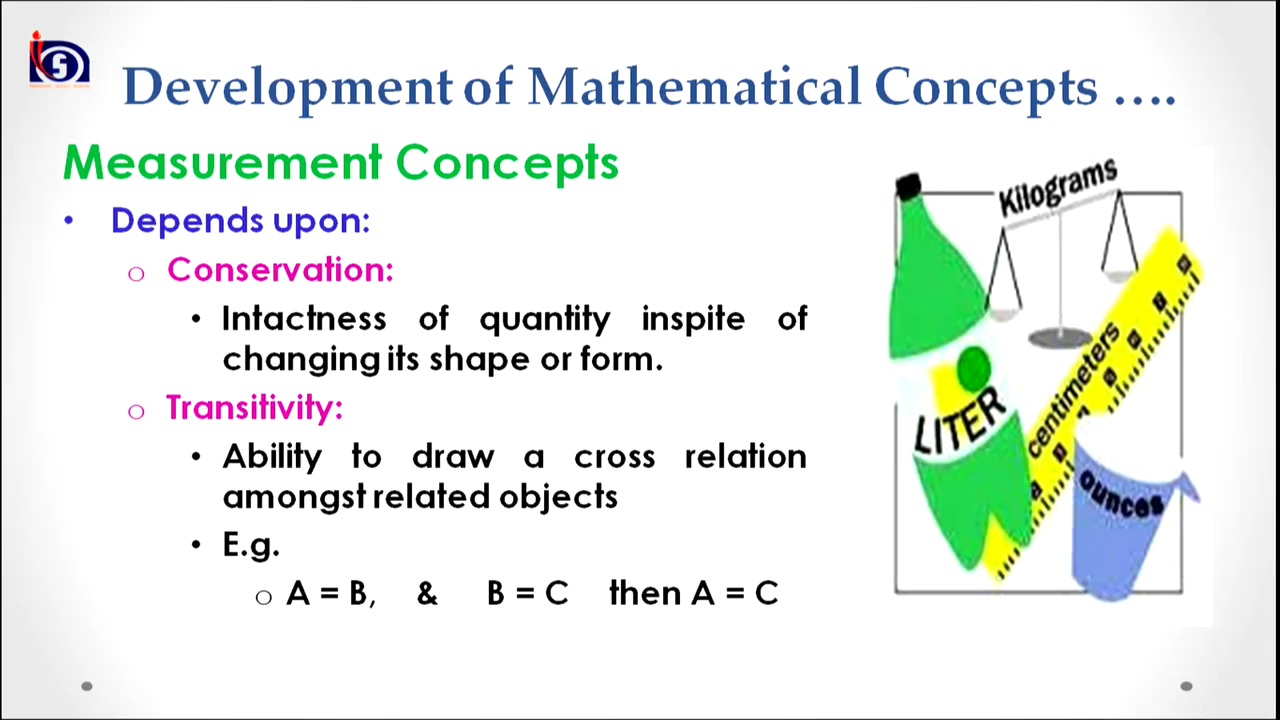 Development of Mathematical Concepts ....
Measurement Concepts
• Depends upon:
o Conservation:
• Intactness of quantity inspite of
changing its shape or form.
o Transitivity:
• Ability to draw a cross relation
amongst related objects
• E.g.
o A = B, & B = C then A = C
Kilograms
LITER
centimeters
ounces